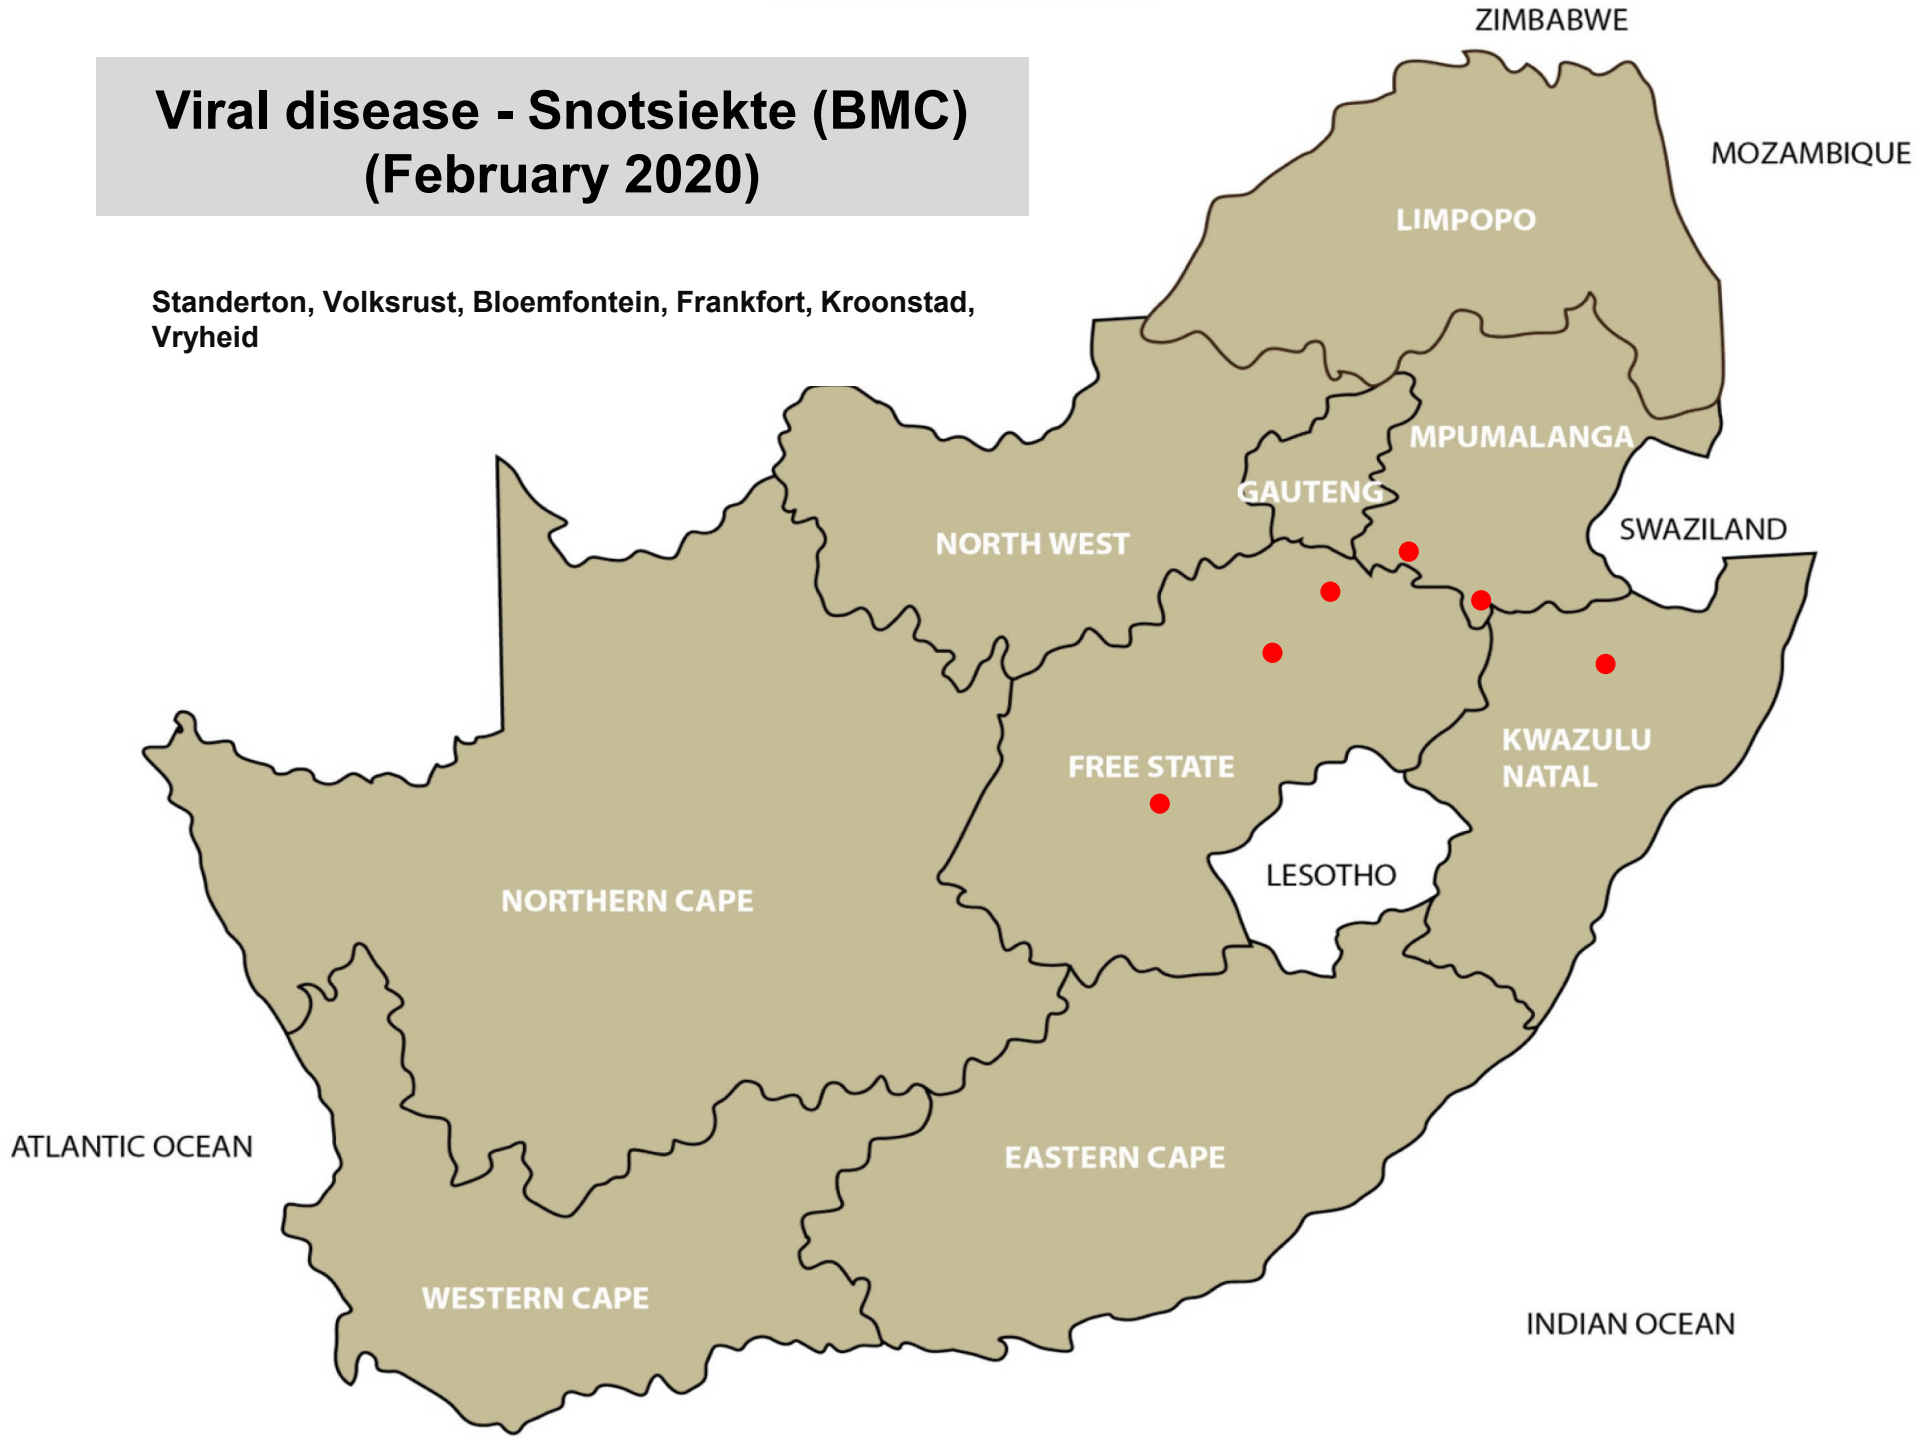 ZIMBABWE
Viral disease - Snotsiekte (BMC)
(February 2020)
MOZAMBIQUE
LIMPOPO
Standerton, Volksrust, Bloemfontein, Frankfort, Kroonstad,
Vryheid
MPUMALANGA
GAUTENG
SWAZILAND
NORTH WEST
KWAZULU
NATAL
FREE STATE
LESOTHO
NORTHERN CAPE
ATLANTIC OCEAN
EASTERN CAPE
WESTERN CAPE
INDIAN OCEAN